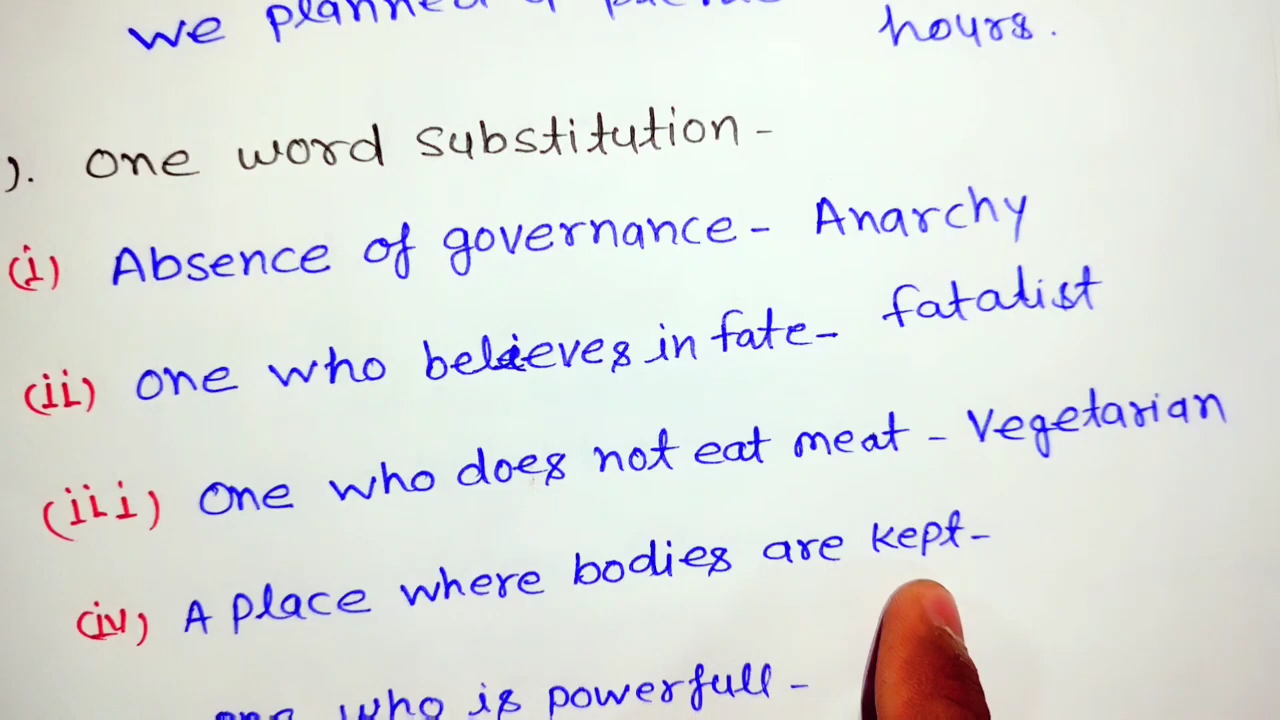 we planned a hours.
). One word substitution-
(i) Absence of governance- Anarchy
(ii) One who believes in fate- fatalist
(iii) One who does not eat meat - Vegetarian
(iv) A place where bodies are kept-
one who is powerfull -